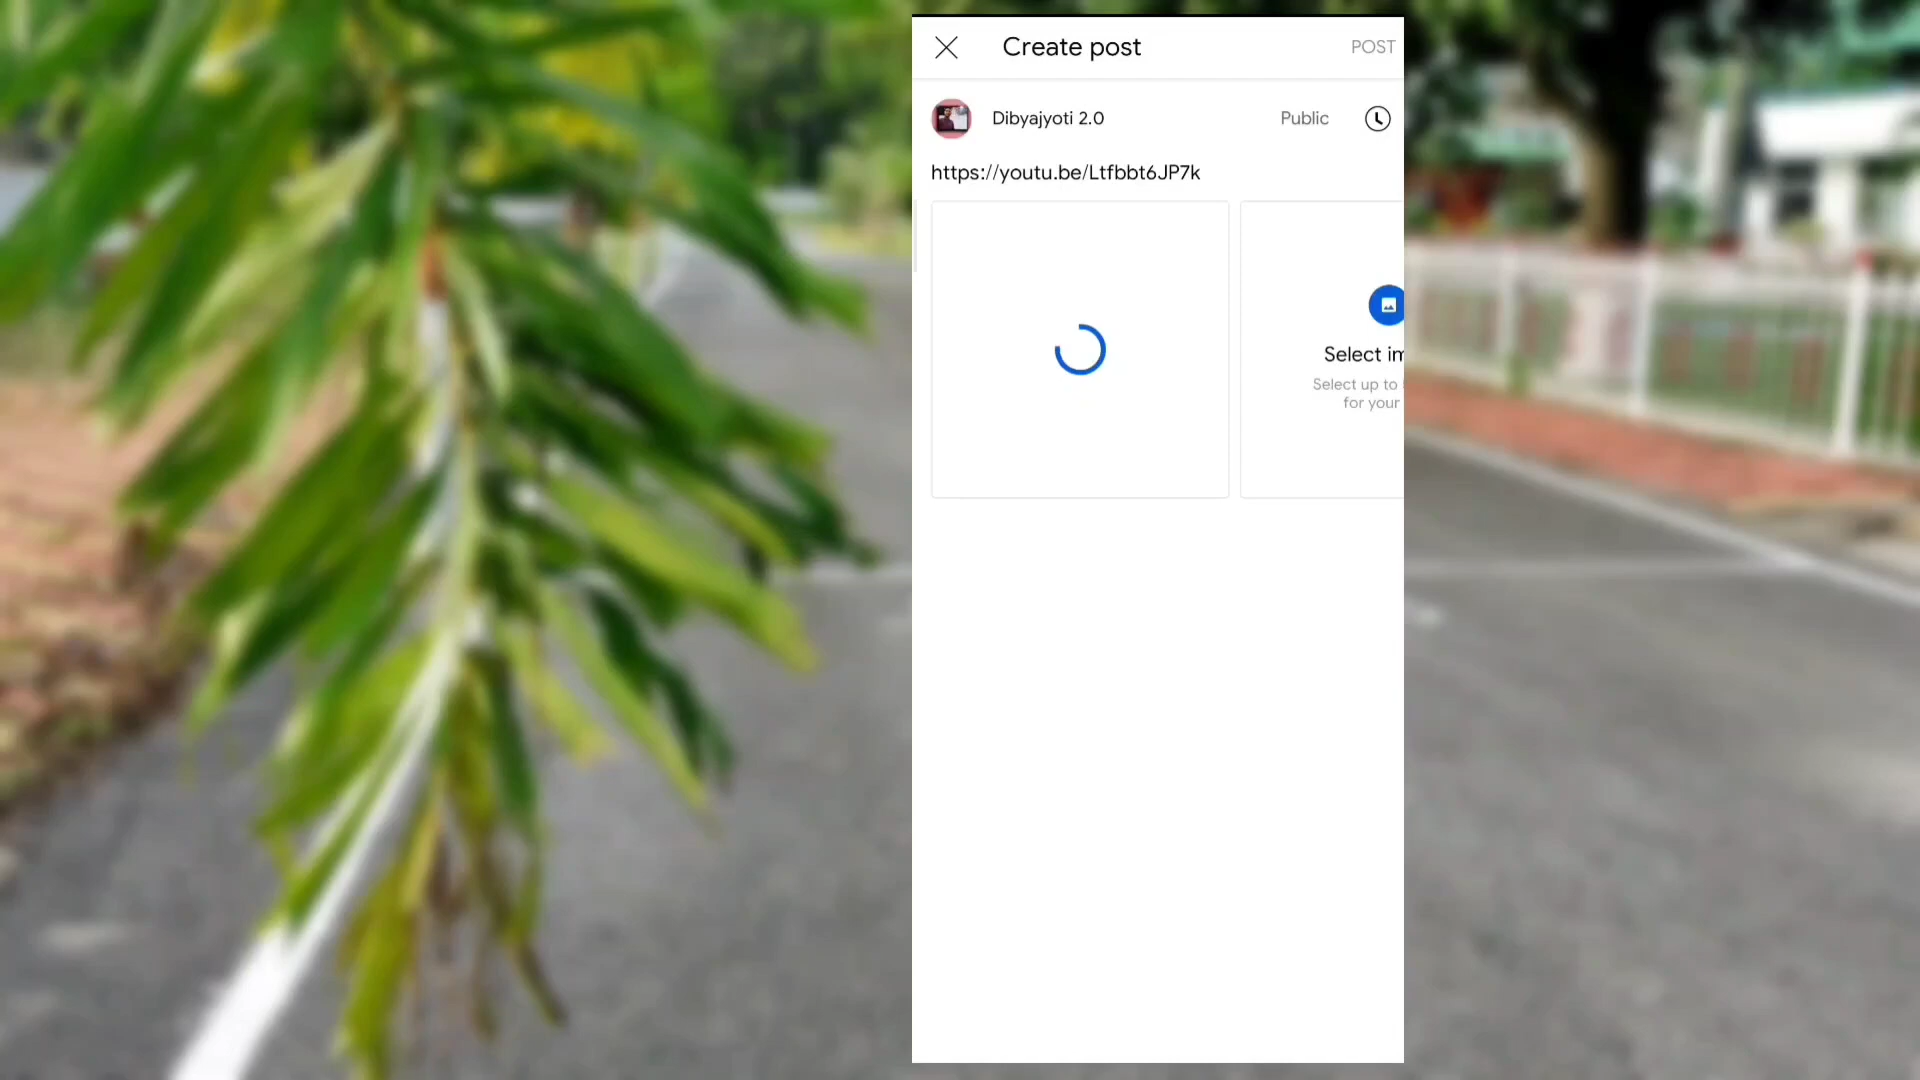 Create post
POST
Dibyajyoti 2.0
Public
https://youtu.be/Ltfbbt6JP7k
Select im
Select up to
for your